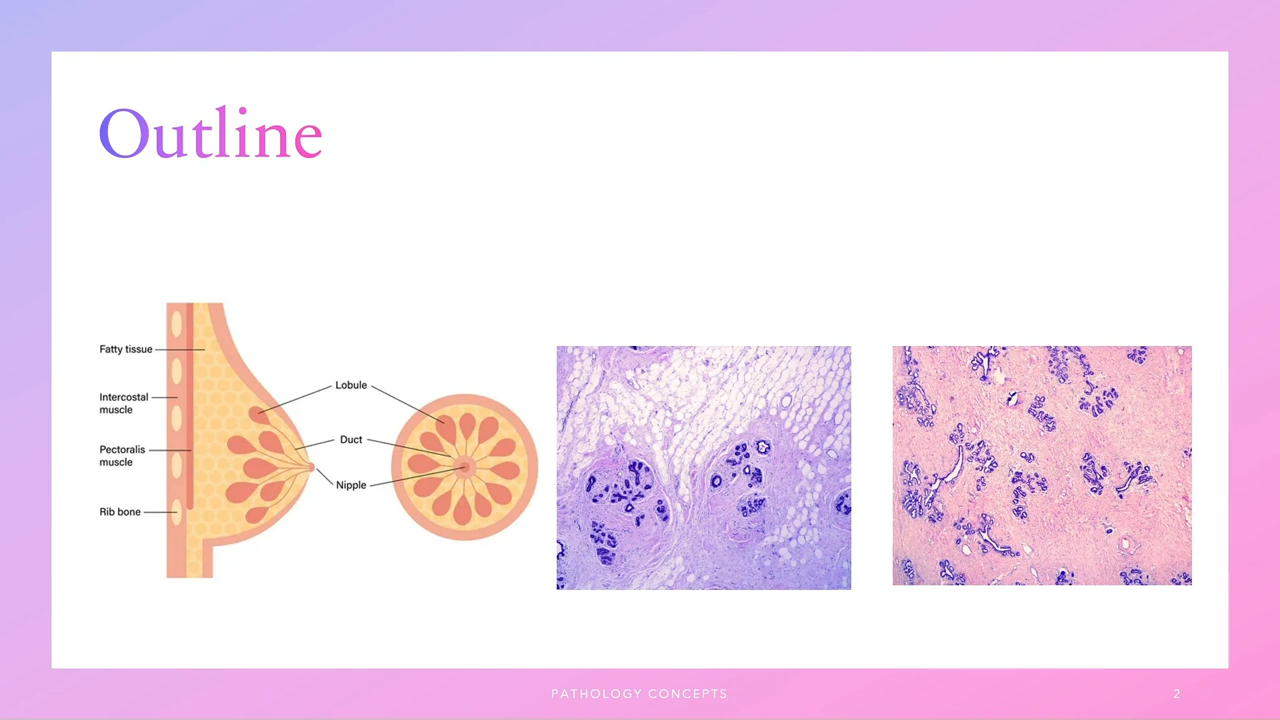 Outline
Fatty tissue
Intercostal
muscle
Pectoralis
muscle
Rib bone
Lobule
Duct
Nipple
PATHOLOGY CONCEPTS
2